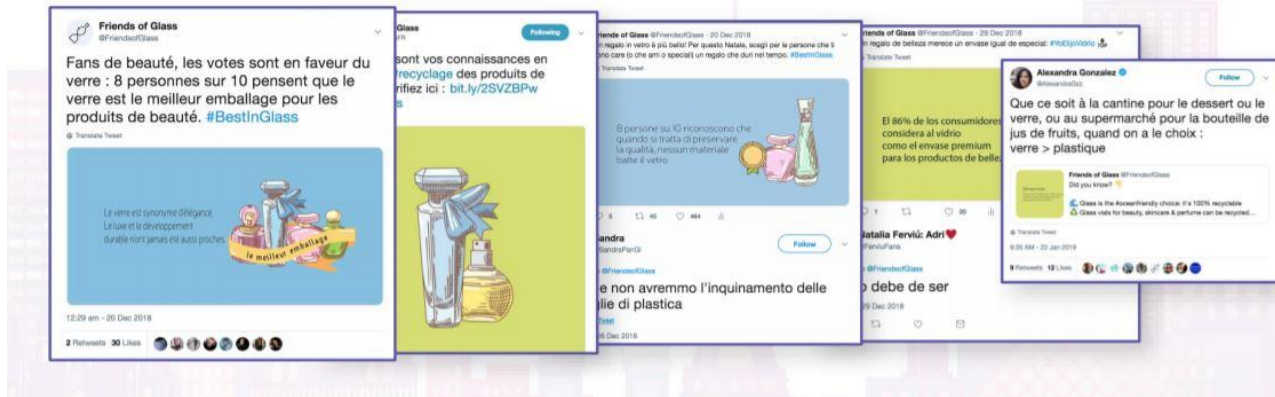 Friends of Glass
@FriendsofGlass
Fans de beauté, les votes sont en faveur du
verre : 8 personnes sur 10 pensent que le
verre est le meilleur emballage pour les
produits de beauté. #BestInGlass
Translate Tweet
Le verre est synonyme d'élégance.
Le luxe et le développement
durable n'ont jamais été aussi proches.
le meilleur emballage
12:29 am - 20 Dec 2018
2 Retweets 30 Likes
Glass
Following
sont vos connaissances en
recyclage des produits de
rifiez ici : bit.ly/2SVZBPw
s
riends of Glass @FriendsofGlass · 20 Dec 2018
n regalo in vetro è più bello! Per questo Natale, scegli per le persone che ti
ono care (o che ami o speciali) un regalo che duri nel tempo. #BestInGlass
Translate Tweet
8 persone su 10 riconoscono che
quando si tratta di preservare
la qualità, nessun materiale
batte il vetro.
49 464
andra
SandraPanGl
Follow
@FriendsofGlass
e non avremmo l'inquinamento delle
lie di plastica
Tweet
Dec 2018
riends of Glass @FriendsofGlass · 29 Dec 2018
n regalo de belleza merece un envase igual de especial: #YoElijoVidrio
Translate Tweet
El 86% de los consumidores
considera al vidrio
como el envase premium
para los productos de bellez
1 39
Natalia Ferviú: Adri
@FerviuFans
@FriendsofGlass
o debe de ser
29 Dec 2018
Alexandra Gonzalez
@AlexandraGzz
Follow
Que ce soit à la cantine pour le dessert ou le
verre, ou au supermarché pour la bouteille de
jus de fruits, quand on a le choix :
verre > plastique
Friends of Glass @FriendsofGlass
Did you know?
Glass is the #oceanfriendly choice: it's 100% recyclable
Glass vials for beauty, skincare & perfume can be recycled...
Translate Tweet
9:35 AM - 22 Jan 2019
9 Retweets 12 Likes